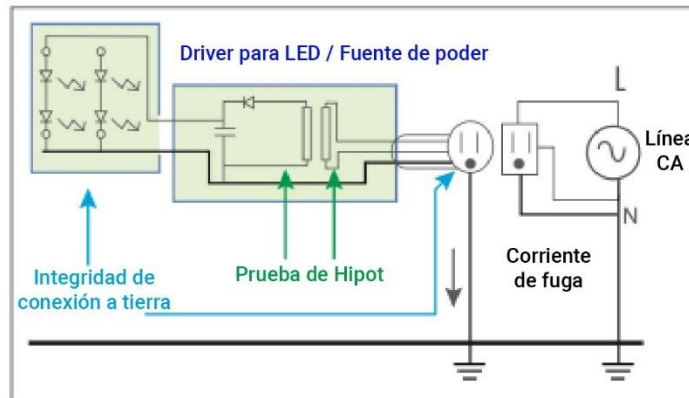 Driver para LED / Fuente de poder
L
Línea
CA
N
Integridad de
conexión a tierra
Prueba de Hipot
Corriente
de fuga